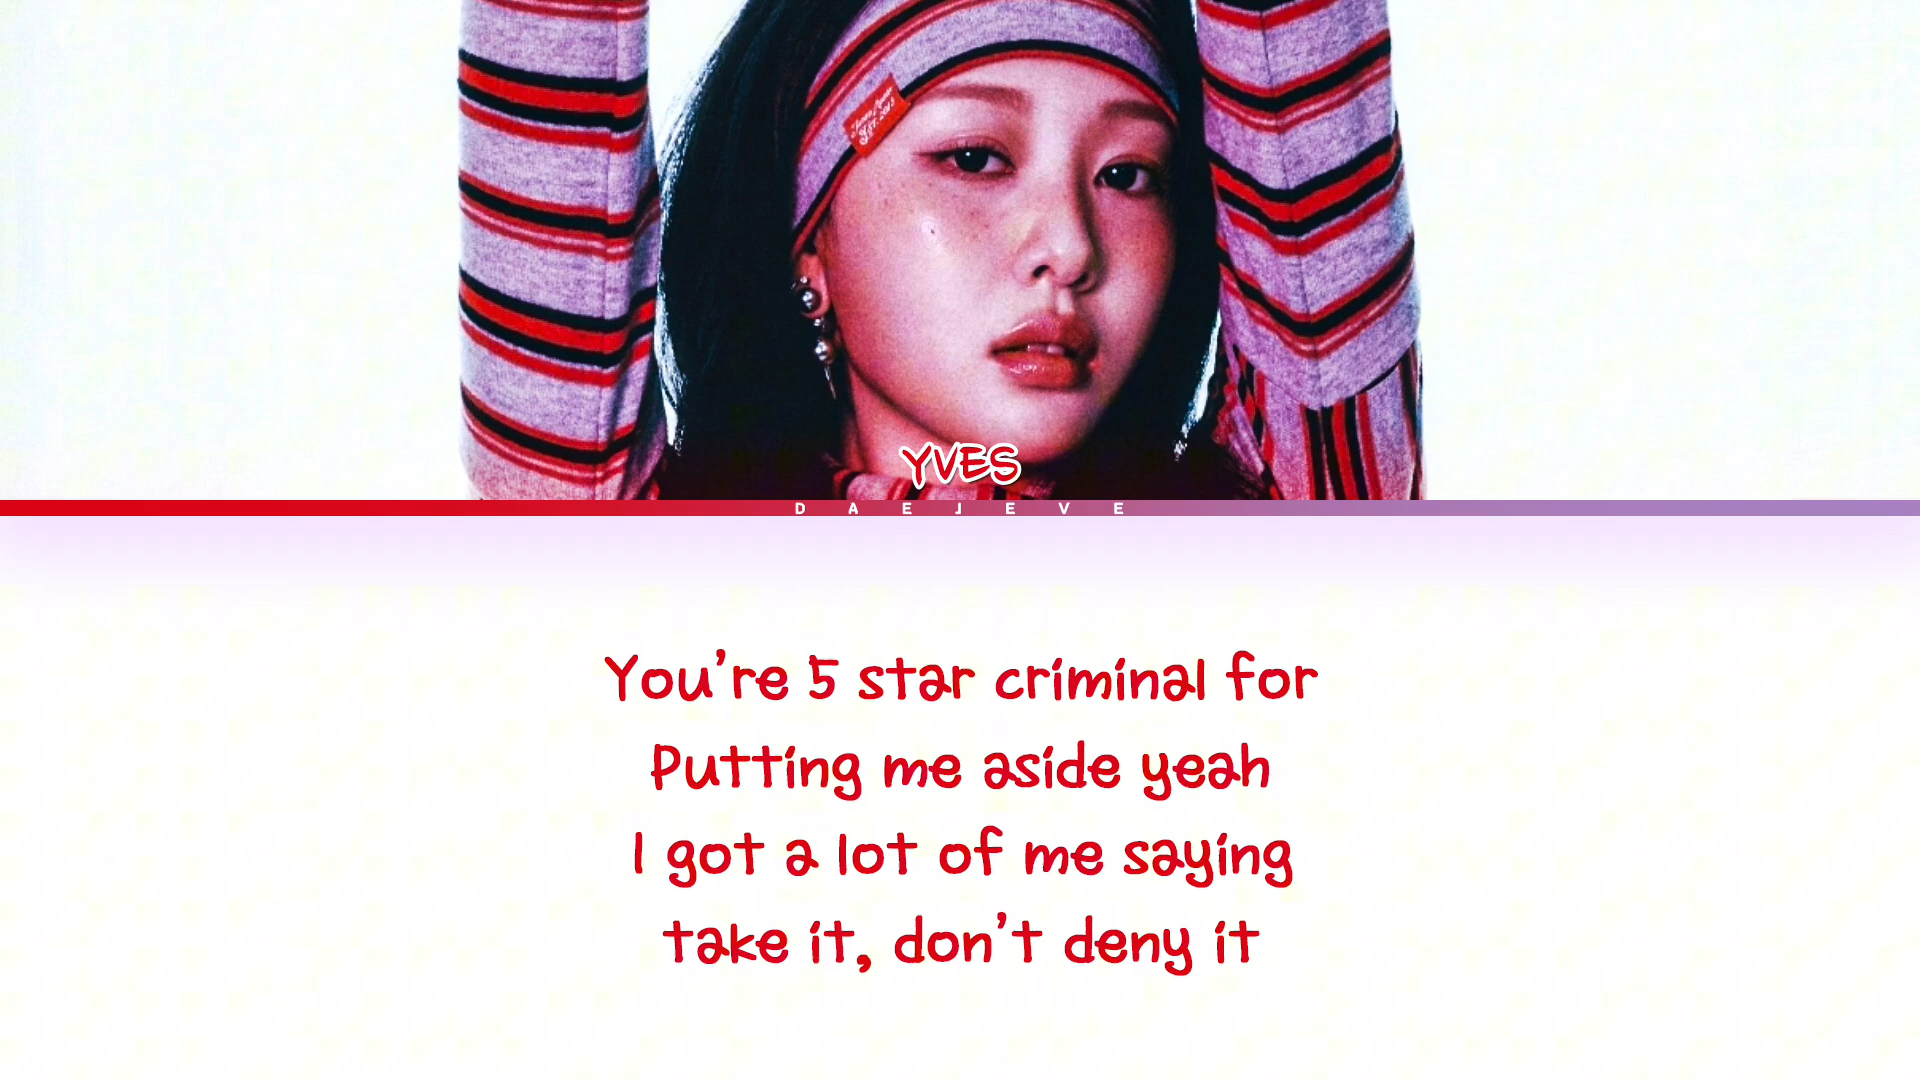 YVES
DAEJEVE
You're 5 star criminal for
Putting me aside yeah
I got a lot of me saying
take it, don't deny it